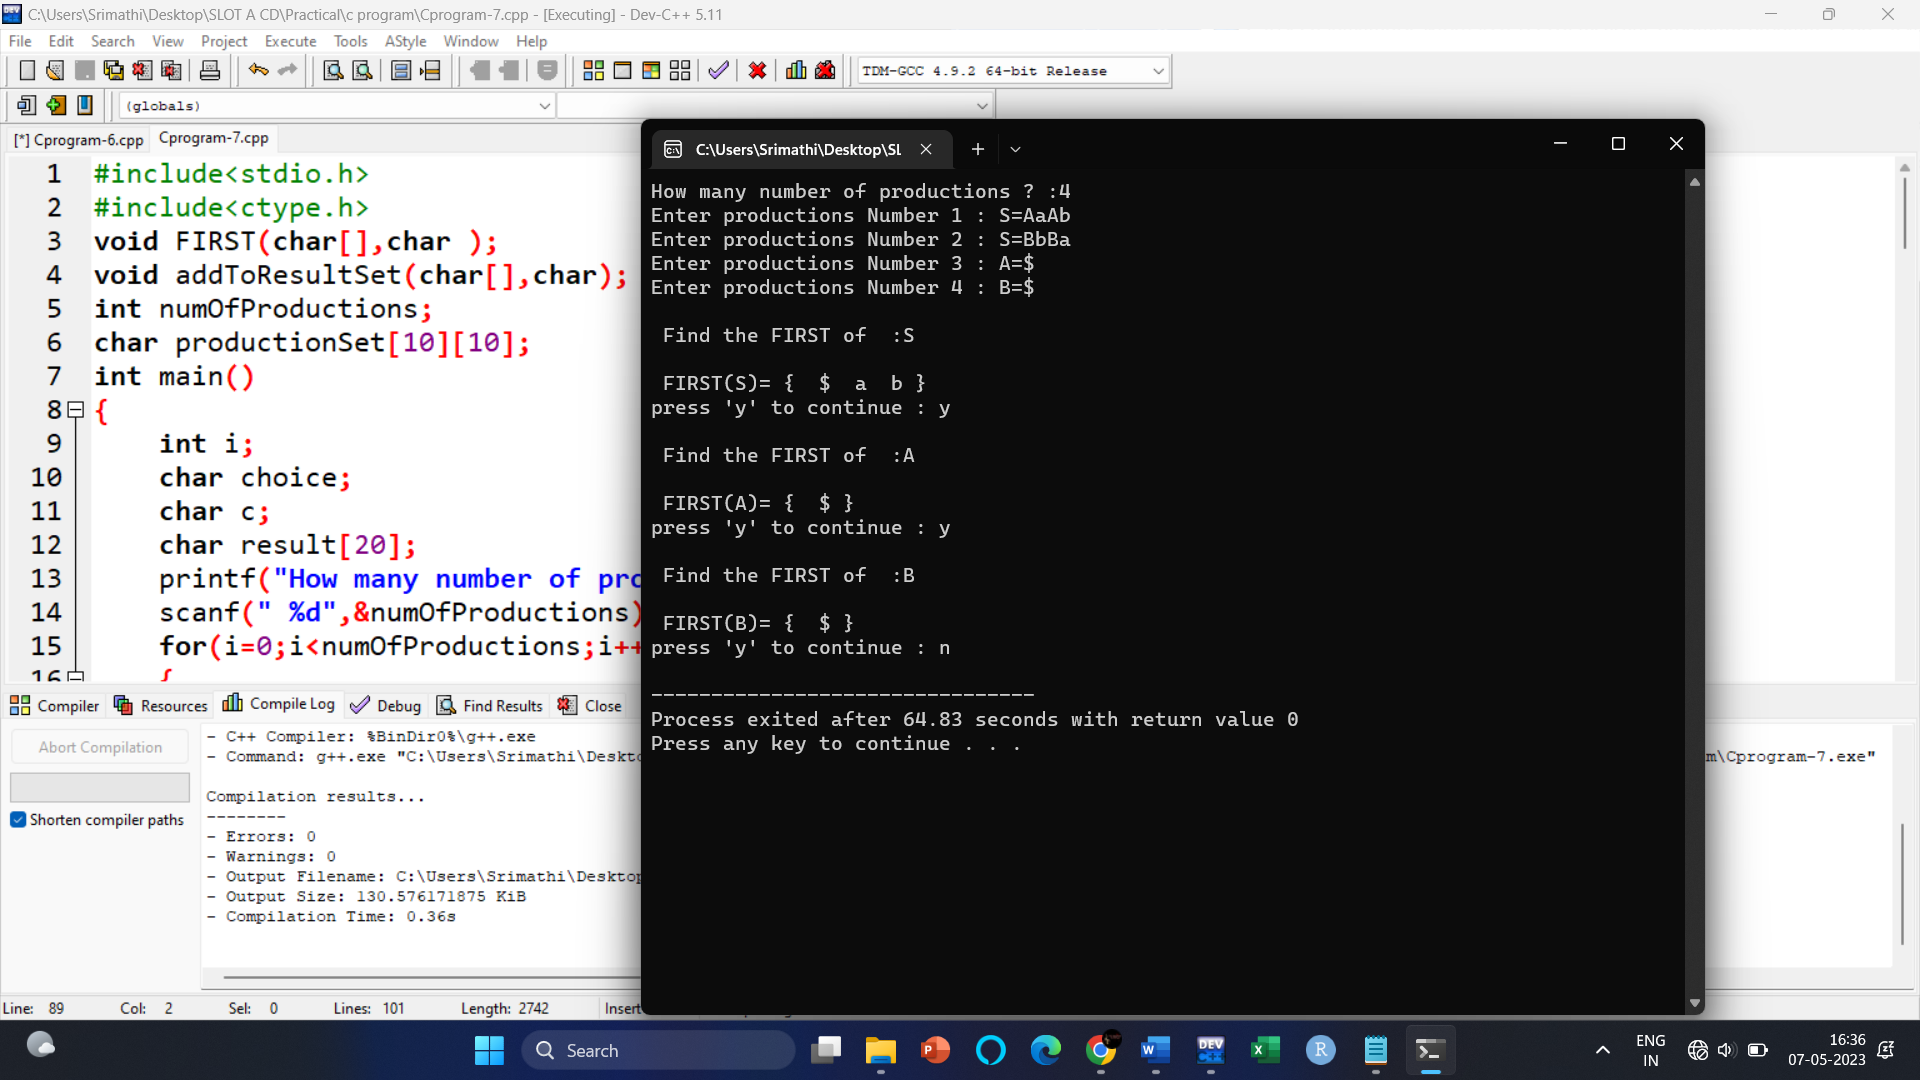 C:\Users\Srimathi\Desktop\SLOT A CD\Practical\c program\Cprogram-7.cpp - [Executing] - Dev-C++ 5.11
File Edit Search View Project Execute Tools AStyle Window Help
TDM-GCC 4.9.2 64-bit Release
(globals)
[*] Cprogram-6.cpp Cprogram-7.cpp
1 #include<stdio.h>
2 #include<ctype.h>
3 void FIRST(char[],char );
4 void addToResultSet(char[],char);
5 int numOfProductions;
6 char productionSet[10][10];
7 int main()
8 {
9 int i;
10 char choice;
11 char c;
12 char result[20];
13 printf("How many number of pro
14 scanf(" %d",&numOfProductions)
15 for(i=0;i<numOfProductions;i++
16 {
C:\Users\Srimathi\Desktop\SL
How many number of productions ? :4
Enter productions Number 1 : S=AaAb
Enter productions Number 2 : S=BbBa
Enter productions Number 3 : A=$
Enter productions Number 4 : B=$
Find the FIRST of :S
FIRST(S)= { $ a b }
press 'y' to continue : y
Find the FIRST of :A
FIRST(A)= { $ }
press 'y' to continue : y
Find the FIRST of :B
FIRST(B)= { $ }
press 'y' to continue : n
--------------------------------
Process exited after 64.83 seconds with return value 0
Press any key to continue . . .
Compiler Resources Compile Log Debug Find Results Close
Abort Compilation
Shorten compiler paths
- C++ Compiler: %BinDir0%\g++.exe
- Command: g++.exe "C:\Users\Srimathi\Deskto m\Cprogram-7.exe"
Compilation results...
--------
- Errors: 0
- Warnings: 0
- Output Filename: C:\Users\Srimathi\Desktop
- Output Size: 130.576171875 KiB
- Compilation Time: 0.36s
Line: 89 Col: 2 Sel: 0 Lines: 101 Length: 2742 Insert
Search
ENG
IN
16:36
07-05-2023